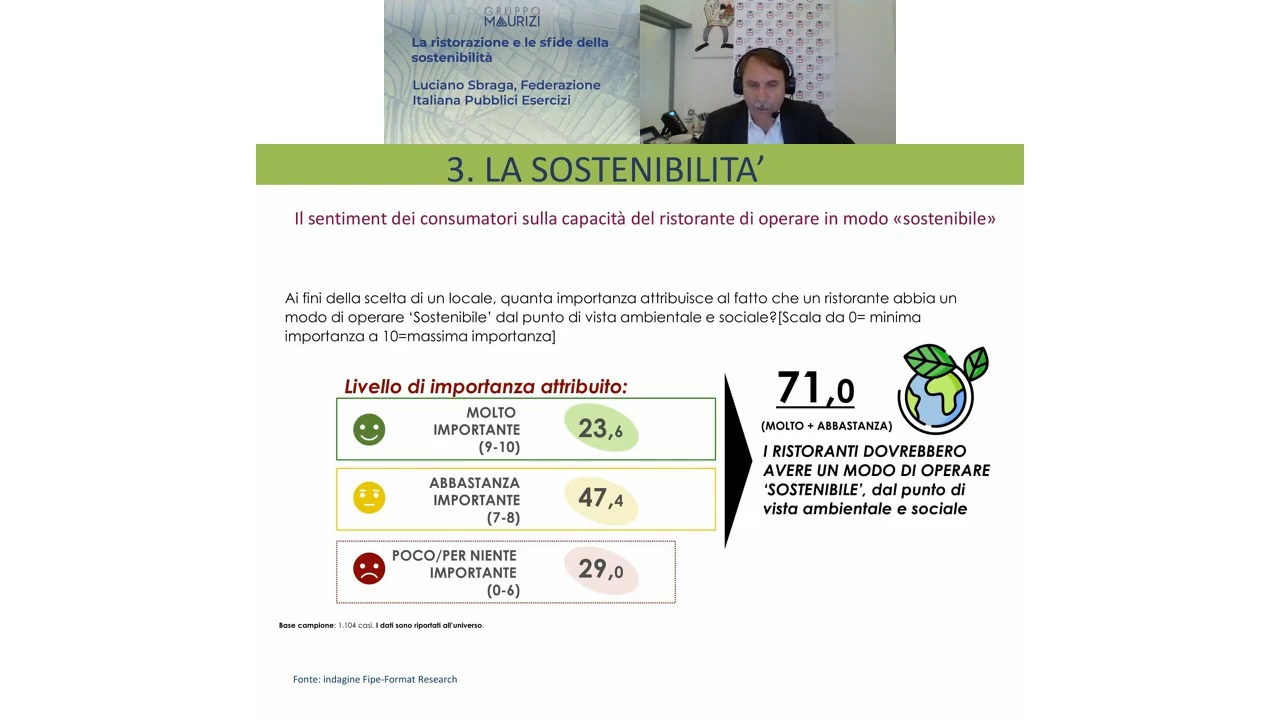 GRUPPO
MAURIZI
La ristorazione e le sfide della
sostenibilità
Luciano Sbraga, Federazione
Italiana Pubblici Esercizi
3. LA SOSTENIBILITA’
Il sentiment dei consumatori sulla capacità del ristorante di operare in modo «sostenibile»
Ai fini della scelta di un locale, quanta importanza attribuisce al fatto che un ristorante abbia un
modo di operare ‘Sostenibile’ dal punto di vista ambientale e sociale?[Scala da 0= minima
importanza a 10=massima importanza]
Livello di importanza attribuito:
MOLTO
IMPORTANTE
(9-10)
23,6
ABBASTANZA
IMPORTANTE
(7-8)
47,4
POCO/PER NIENTE
IMPORTANTE
(0-6)
29,0
71,0
(MOLTO + ABBASTANZA)
I RISTORANTI DOVREBBERO
AVERE UN MODO DI OPERARE
‘SOSTENIBILE’, dal punto di
vista ambientale e sociale
Base campione: 1.104 casi. I dati sono riportati all'universo.
Fonte: indagine Fipe-Format Research